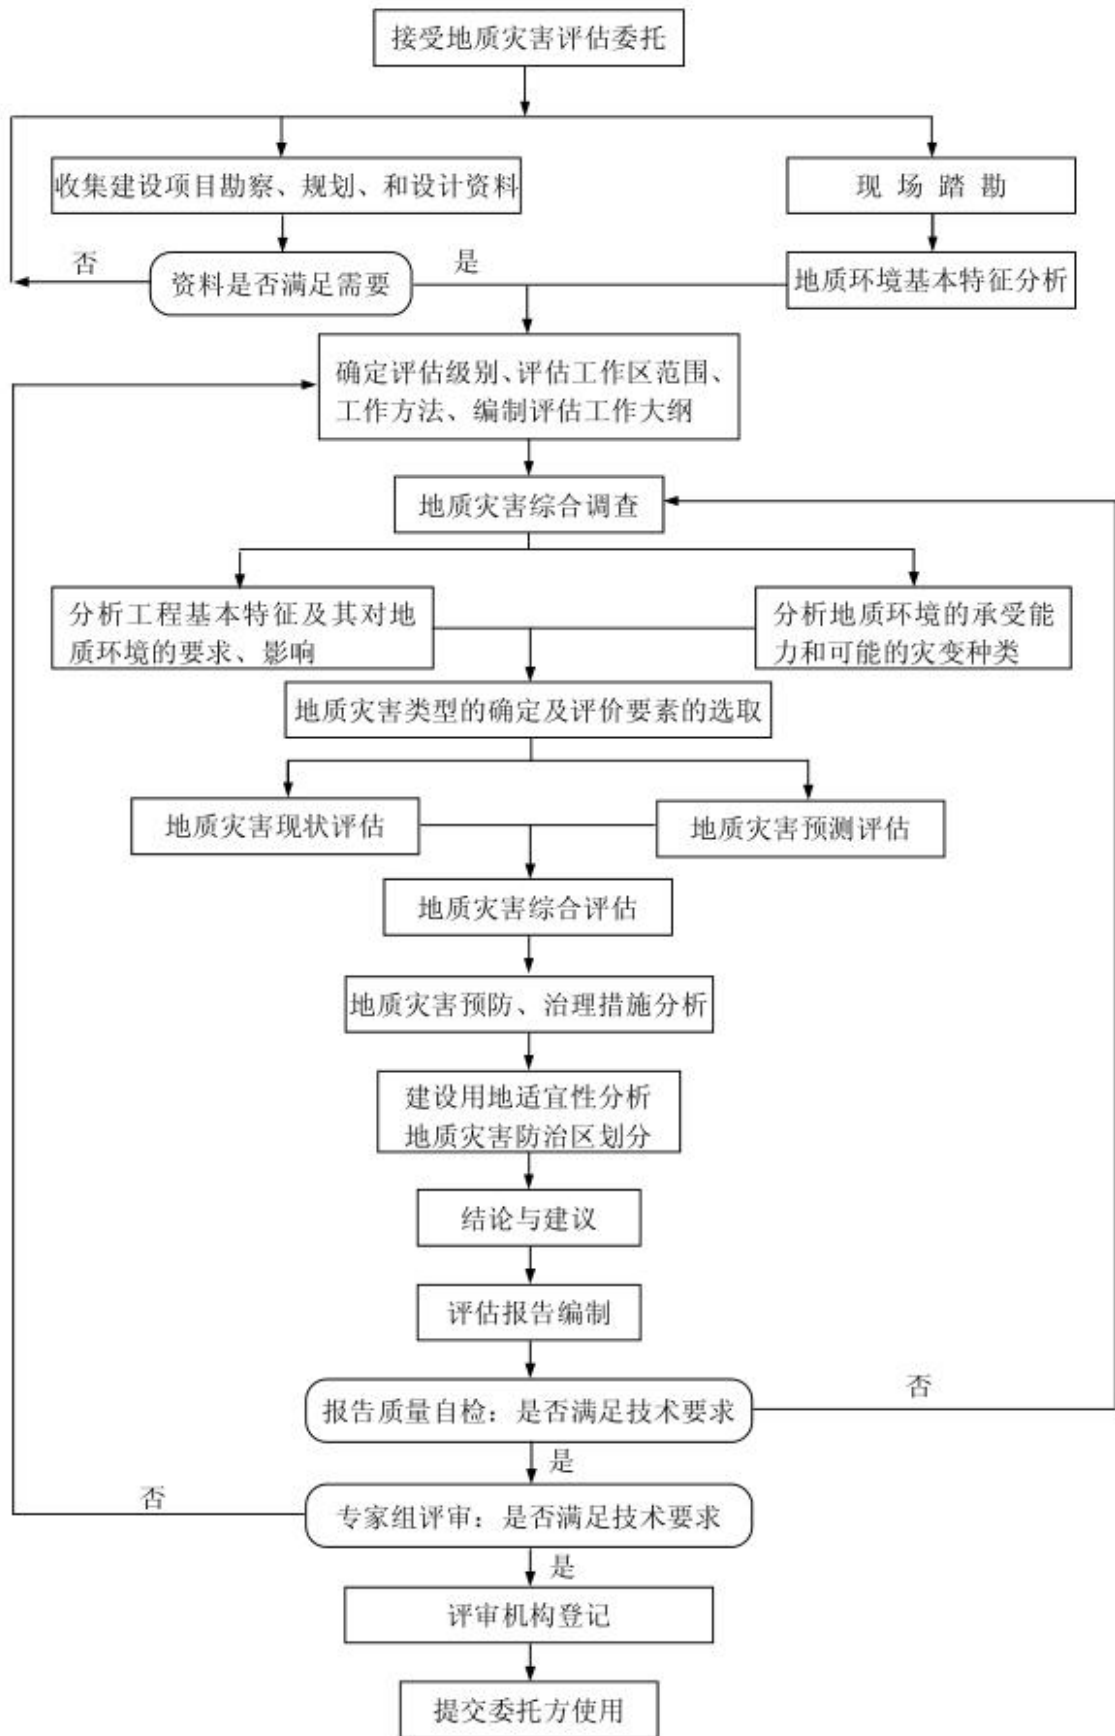 接受地质灾害评估委托
收集建设项目勘察、规划、和设计资料
现 场 踏 勘
否
资料是否满足需要
是
地质环境基本特征分析
确定评估级别、评估工作区范围、
工作方法、编制评估工作大纲
地质灾害综合调查
分析工程基本特征及其对地
质环境的要求、影响
分析地质环境的承受能
力和可能的灾变种类
地质灾害类型的确定及评价要素的选取
地质灾害现状评估
地质灾害预测评估
地质灾害综合评估
地质灾害预防、治理措施分析
建设用地适宜性分析
地质灾害防治区划分
结论与建议
评估报告编制
报告质量自检：是否满足技术要求
否
是
否
专家组评审：是否满足技术要求
是
评审机构登记
提交委托方使用